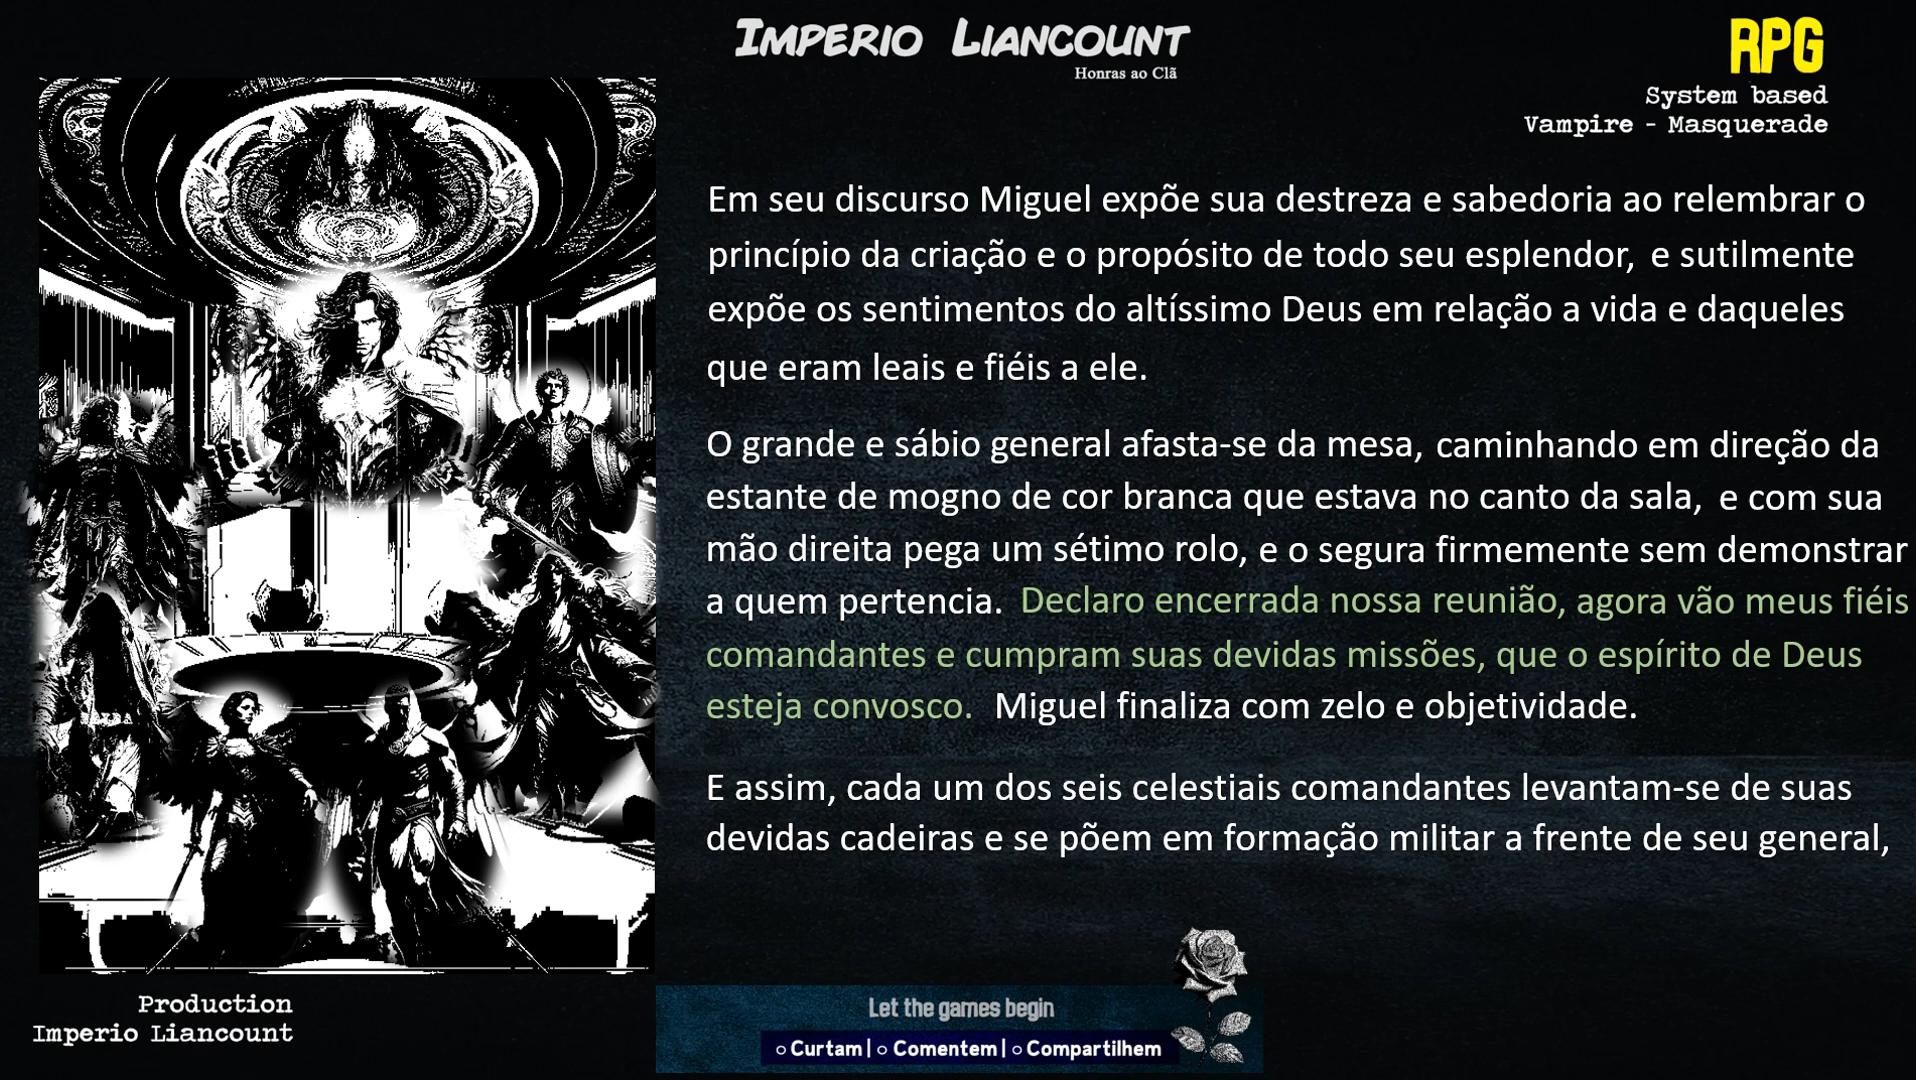 IMPERIO LIANCOUNT
Honras ao Clã
RPG
System based
Vampire - Masquerade
Em seu discurso Miguel expõe sua destreza e sabedoria ao relembrar o
princípio da criação e o propósito de todo seu esplendor, e sutilmente
expõe os sentimentos do altíssimo Deus em relação a vida e daqueles
que eram leais e fiéis a ele.
O grande e sábio general afasta-se da mesa, caminhando em direção da
estante de mogno de cor branca que estava no canto da sala, e com sua
mão direita pega um sétimo rolo, e o segura firmemente sem demonstrar
a quem pertencia. Declaro encerrada nossa reunião, agora vão meus fiéis
comandantes e cumpram suas devidas missões, que o espírito de Deus
esteja convosco. Miguel finaliza com zelo e objetividade.
E assim, cada um dos seis celestiais comandantes levantam-se de suas
devidas cadeiras e se põem em formação militar a frente de seu general,
Production
Imperio Liancount
Let the games begin
o Curtam | o Comentem | o Compartilhem